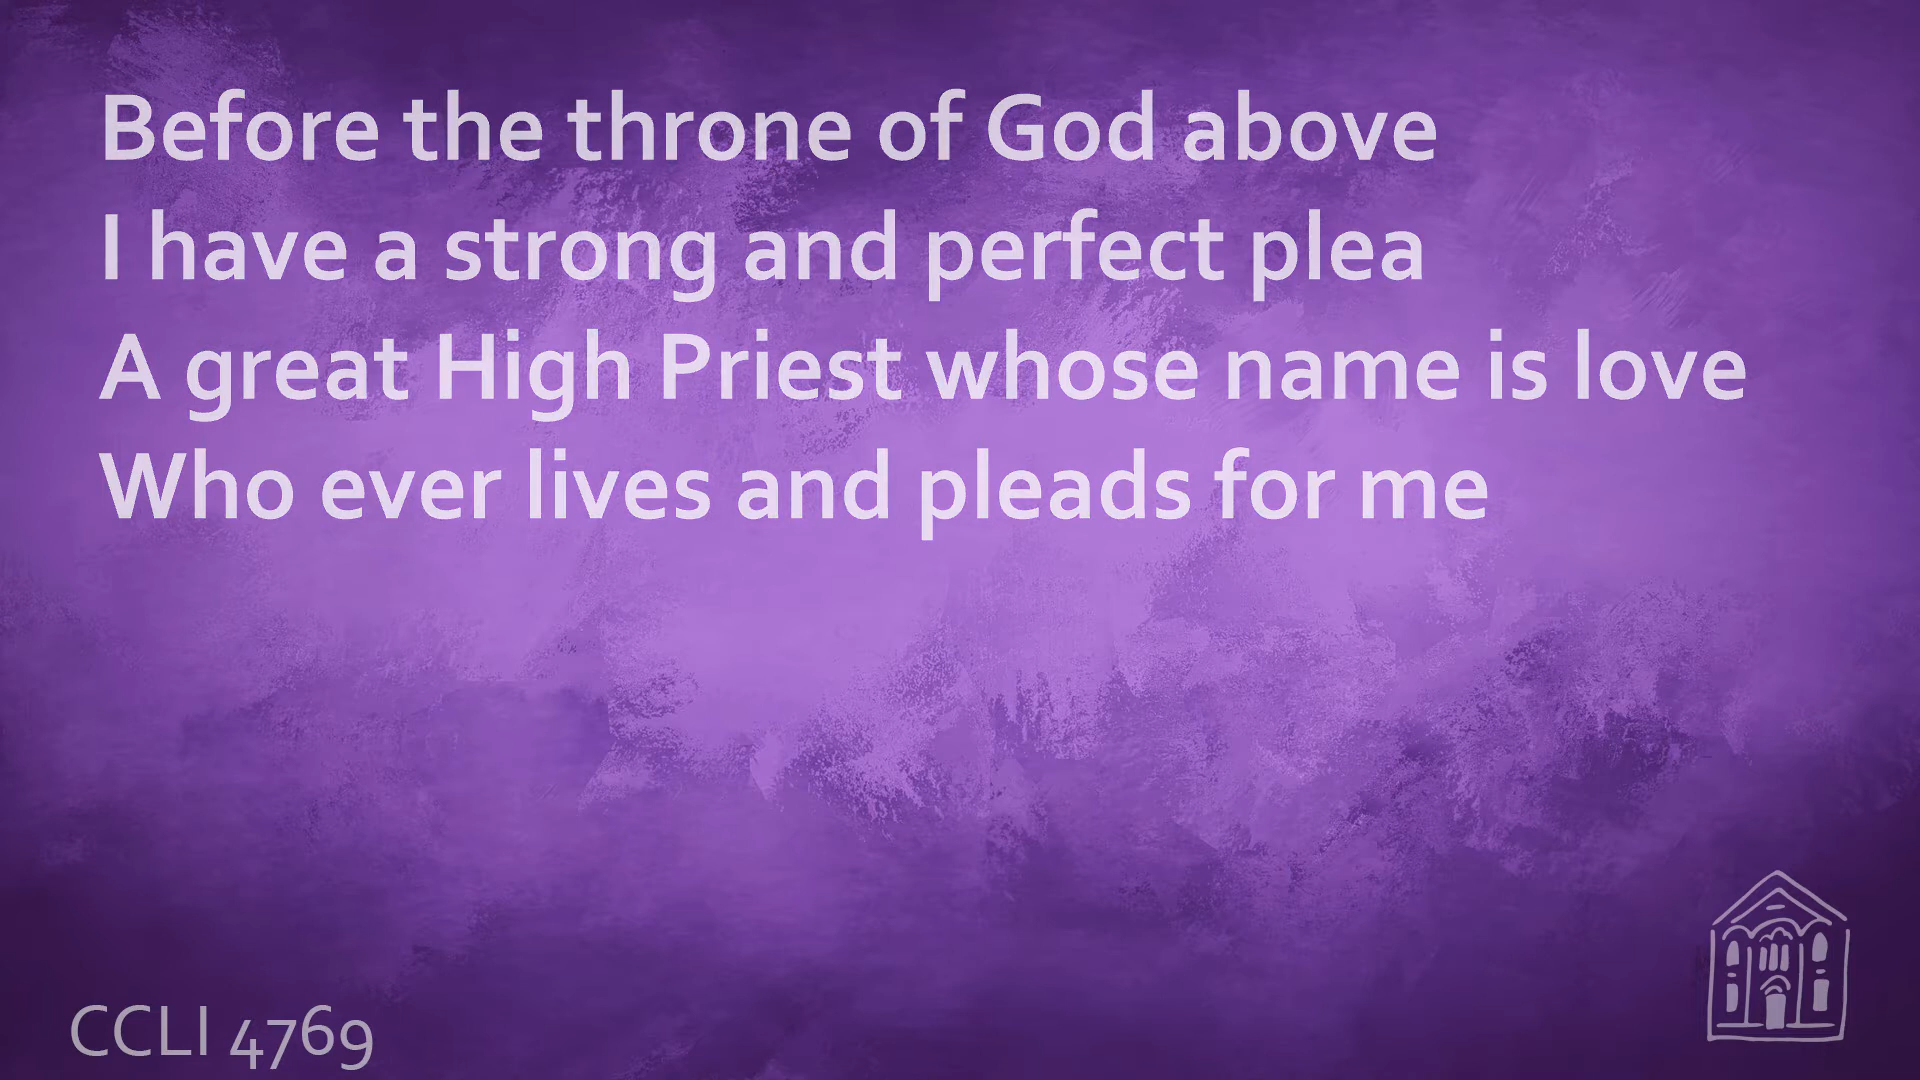 Before the throne of God above
I have a strong and perfect plea
A great High Priest whose name is love
Who ever lives and pleads for me
CCLI 4769